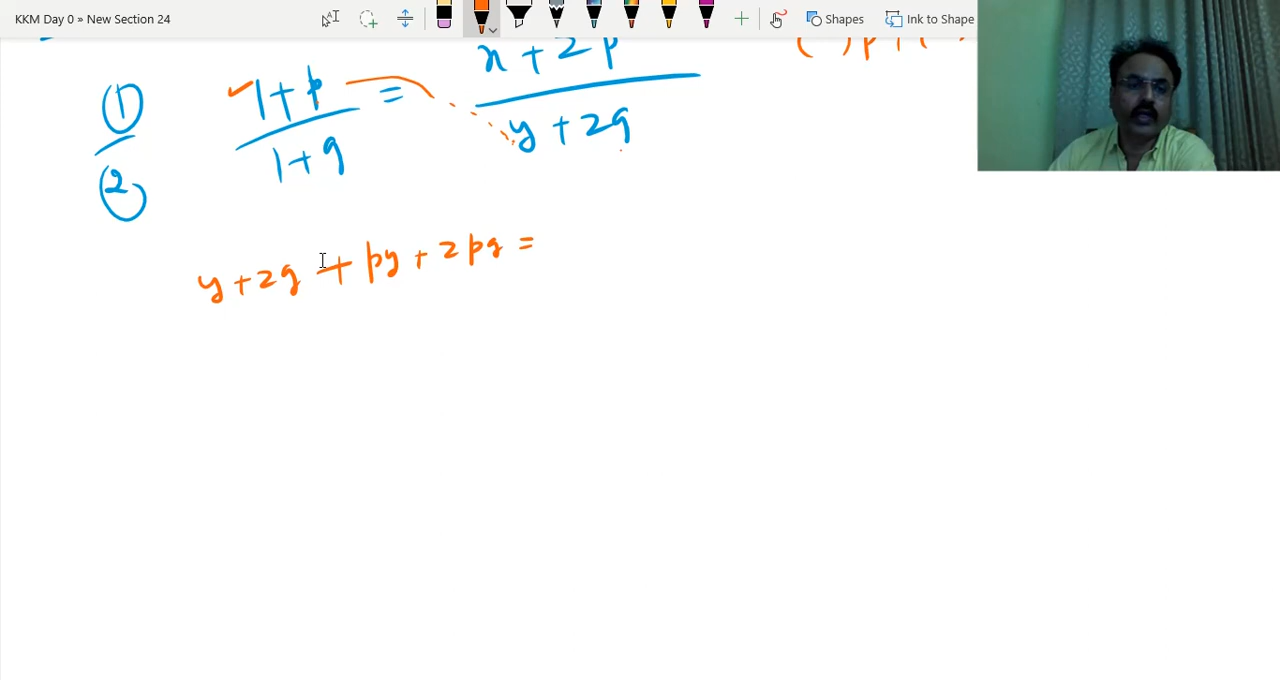 KKM Day 0 » New Section 24
Shapes
Ink to Shape
① 1+p = x+2p
② 1+q y+2q
y+2q + py + 2pq =